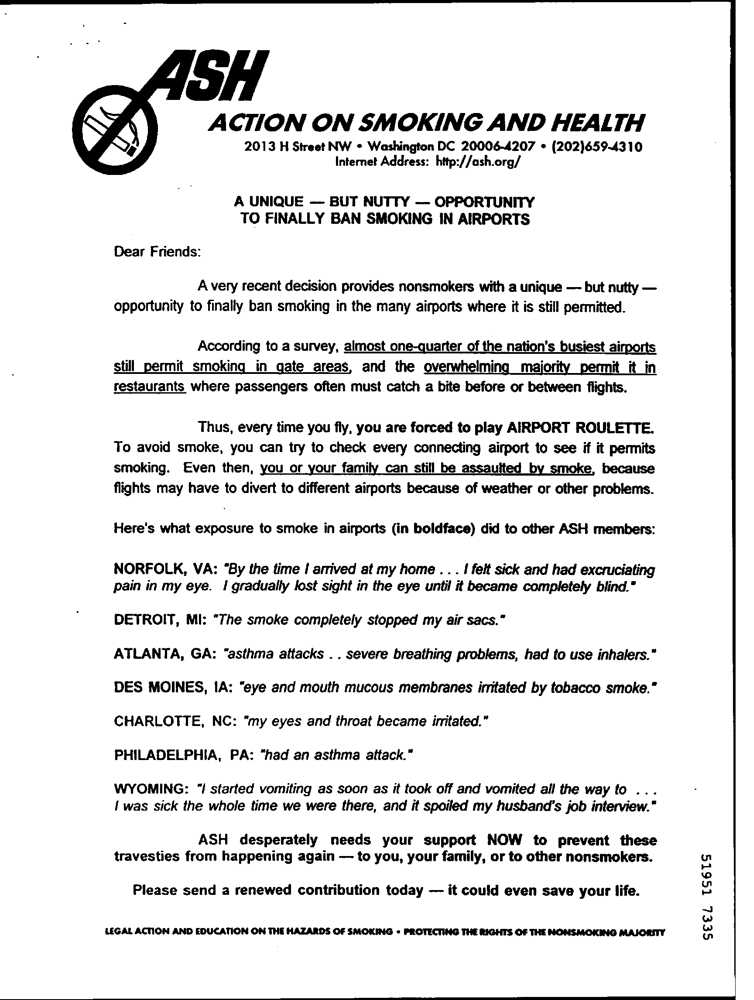 ASH
ACTION ON SMOKING AND HEALTH
2013 H Street NW • Washington DC 20006-4207 • (202)659-4310
Internet Address: http://ash.org/
A UNIQUE — BUT NUTTY — OPPORTUNITY
TO FINALLY BAN SMOKING IN AIRPORTS
Dear Friends:
A very recent decision provides nonsmokers with a unique — but nutty —
opportunity to finally ban smoking in the many airports where it is still permitted.
According to a survey, almost one-quarter of the nation's busiest airports
still permit smoking in gate areas, and the overwhelming majority permit it in
restaurants where passengers often must catch a bite before or between flights.
Thus, every time you fly, you are forced to play AIRPORT ROULETTE.
To avoid smoke, you can try to check every connecting airport to see if it permits
smoking. Even then, you or your family can still be assaulted by smoke, because
flights may have to divert to different airports because of weather or other problems.
Here's what exposure to smoke in airports (in boldface) did to other ASH members:
NORFOLK, VA: "By the time I arrived at my home . . . I felt sick and had excruciating
pain in my eye. I gradually lost sight in the eye until it became completely blind."
DETROIT, MI: "The smoke completely stopped my air sacs."
ATLANTA, GA: "asthma attacks . . severe breathing problems, had to use inhalers."
DES MOINES, IA: "eye and mouth mucous membranes irritated by tobacco smoke."
CHARLOTTE, NC: "my eyes and throat became irritated."
PHILADELPHIA, PA: "had an asthma attack."
WYOMING: "I started vomiting as soon as it took off and vomited all the way to . . .
I was sick the whole time we were there, and it spoiled my husband's job interview."
ASH desperately needs your support NOW to prevent these
travesties from happening again — to you, your family, or to other nonsmokers.
Please send a renewed contribution today — it could even save your life.
LEGAL ACTION AND EDUCATION ON THE HAZARDS OF SMOKING • PROTECTING THE RIGHTS OF THE NONSMOKING MAJORITY
51951 7335